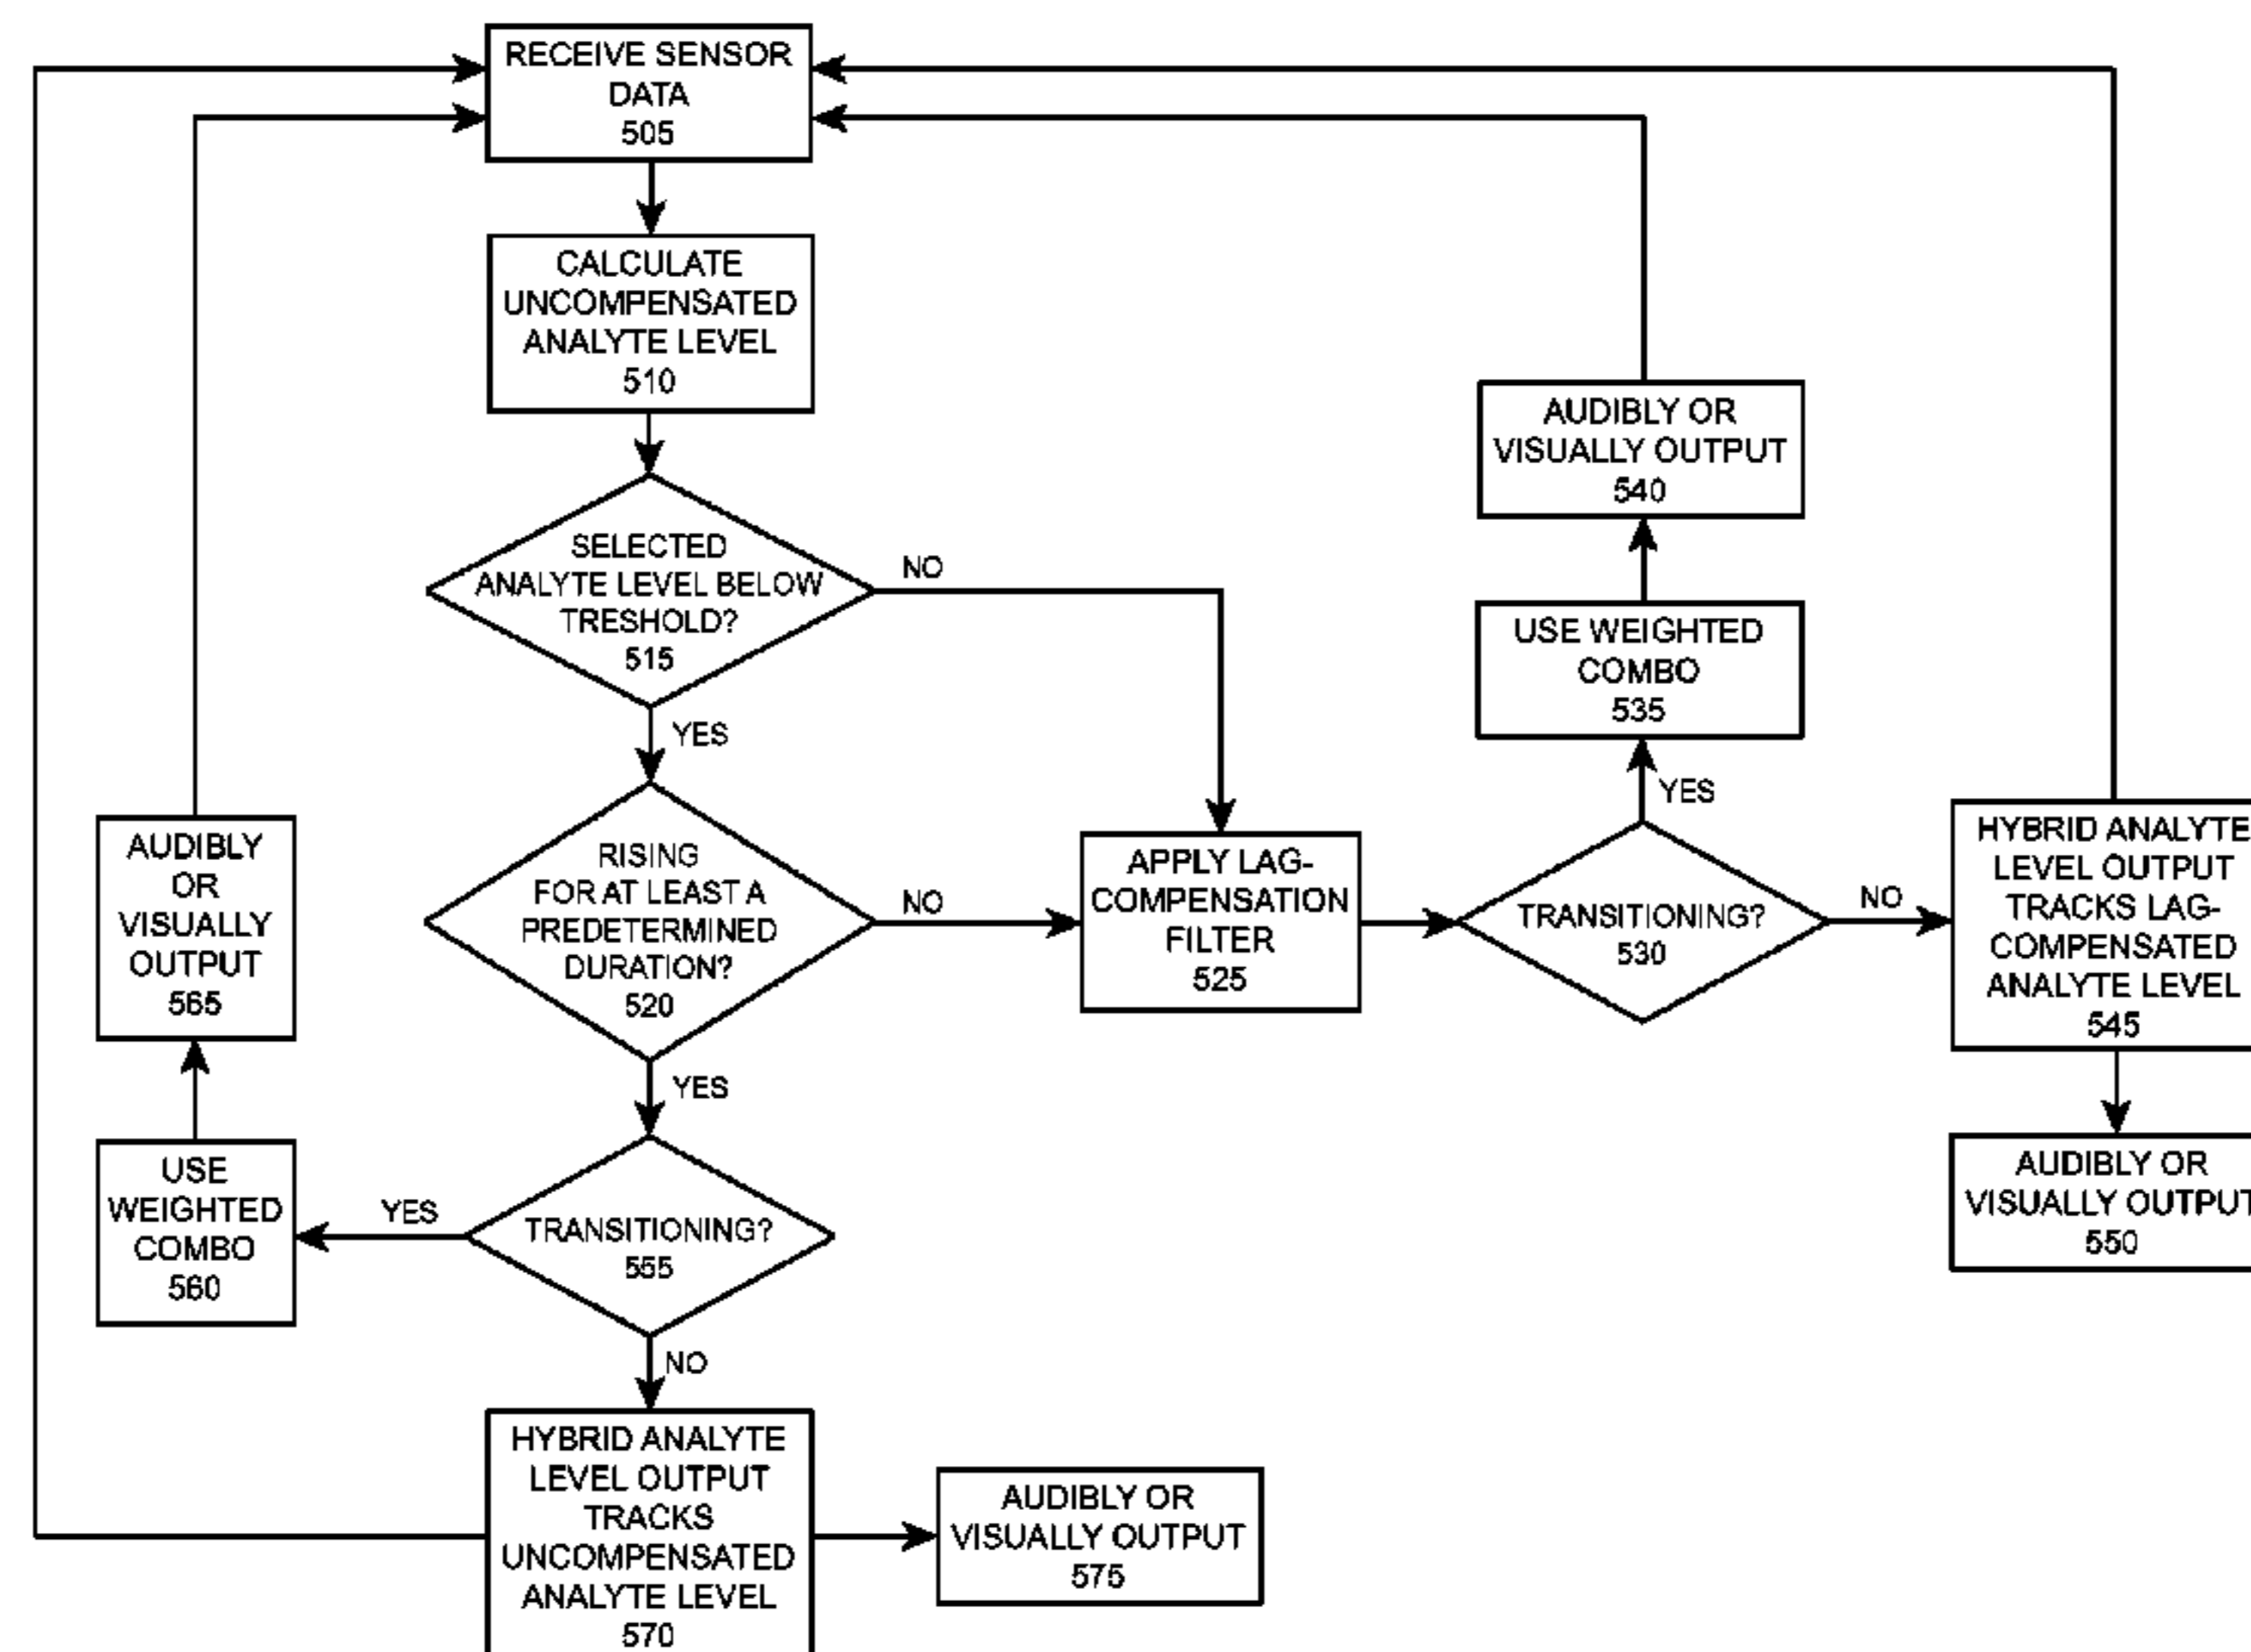 RECEIVE SENSOR
DATA
505
CALCULATE
UNCOMPENSATED
ANALYTE LEVEL
510
SELECTED
ANALYTE LEVEL BELOW
TRESHOLD?
515
NO
YES
RISING
FOR AT LEAST A
PREDETERMINED
DURATION?
520
NO
YES
APPLY LAG-
COMPENSATION
FILTER
525
TRANSITIONING?
530
YES
NO
USE WEIGHTED
COMBO
535
AUDIBLY OR
VISUALLY OUTPUT
540
HYBRID ANALYTE
LEVEL OUTPUT
TRACKS LAG-
COMPENSATED
ANALYTE LEVEL
545
AUDIBLY OR
VISUALLY OUTPUT
550
TRANSITIONING?
555
YES
NO
USE
WEIGHTED
COMBO
560
AUDIBLY
OR
VISUALLY
OUTPUT
565
HYBRID ANALYTE
LEVEL OUTPUT
TRACKS
UNCOMPENSATED
ANALYTE LEVEL
570
AUDIBLY OR
VISUALLY OUTPUT
575